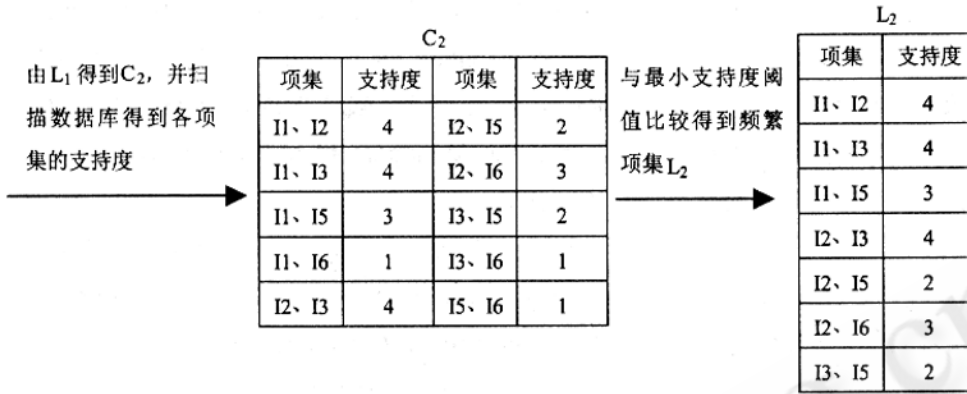 由L₁得到C₂，并扫
描数据库得到各项
集的支持度
C₂
项集 支持度 项集 支持度
I1、I2 4 I2、I5 2
I1、I3 4 I2、I6 3
I1、I5 3 I3、I5 2
I1、I6 1 I3、I6 1
I2、I3 4 I5、I6 1
与最小支持度阈
值比较得到频繁
项集L₂
L₂
项集 支持度
I1、I2 4
I1、I3 4
I1、I5 3
I2、I3 4
I2、I5 2
I2、I6 3
I3、I5 2